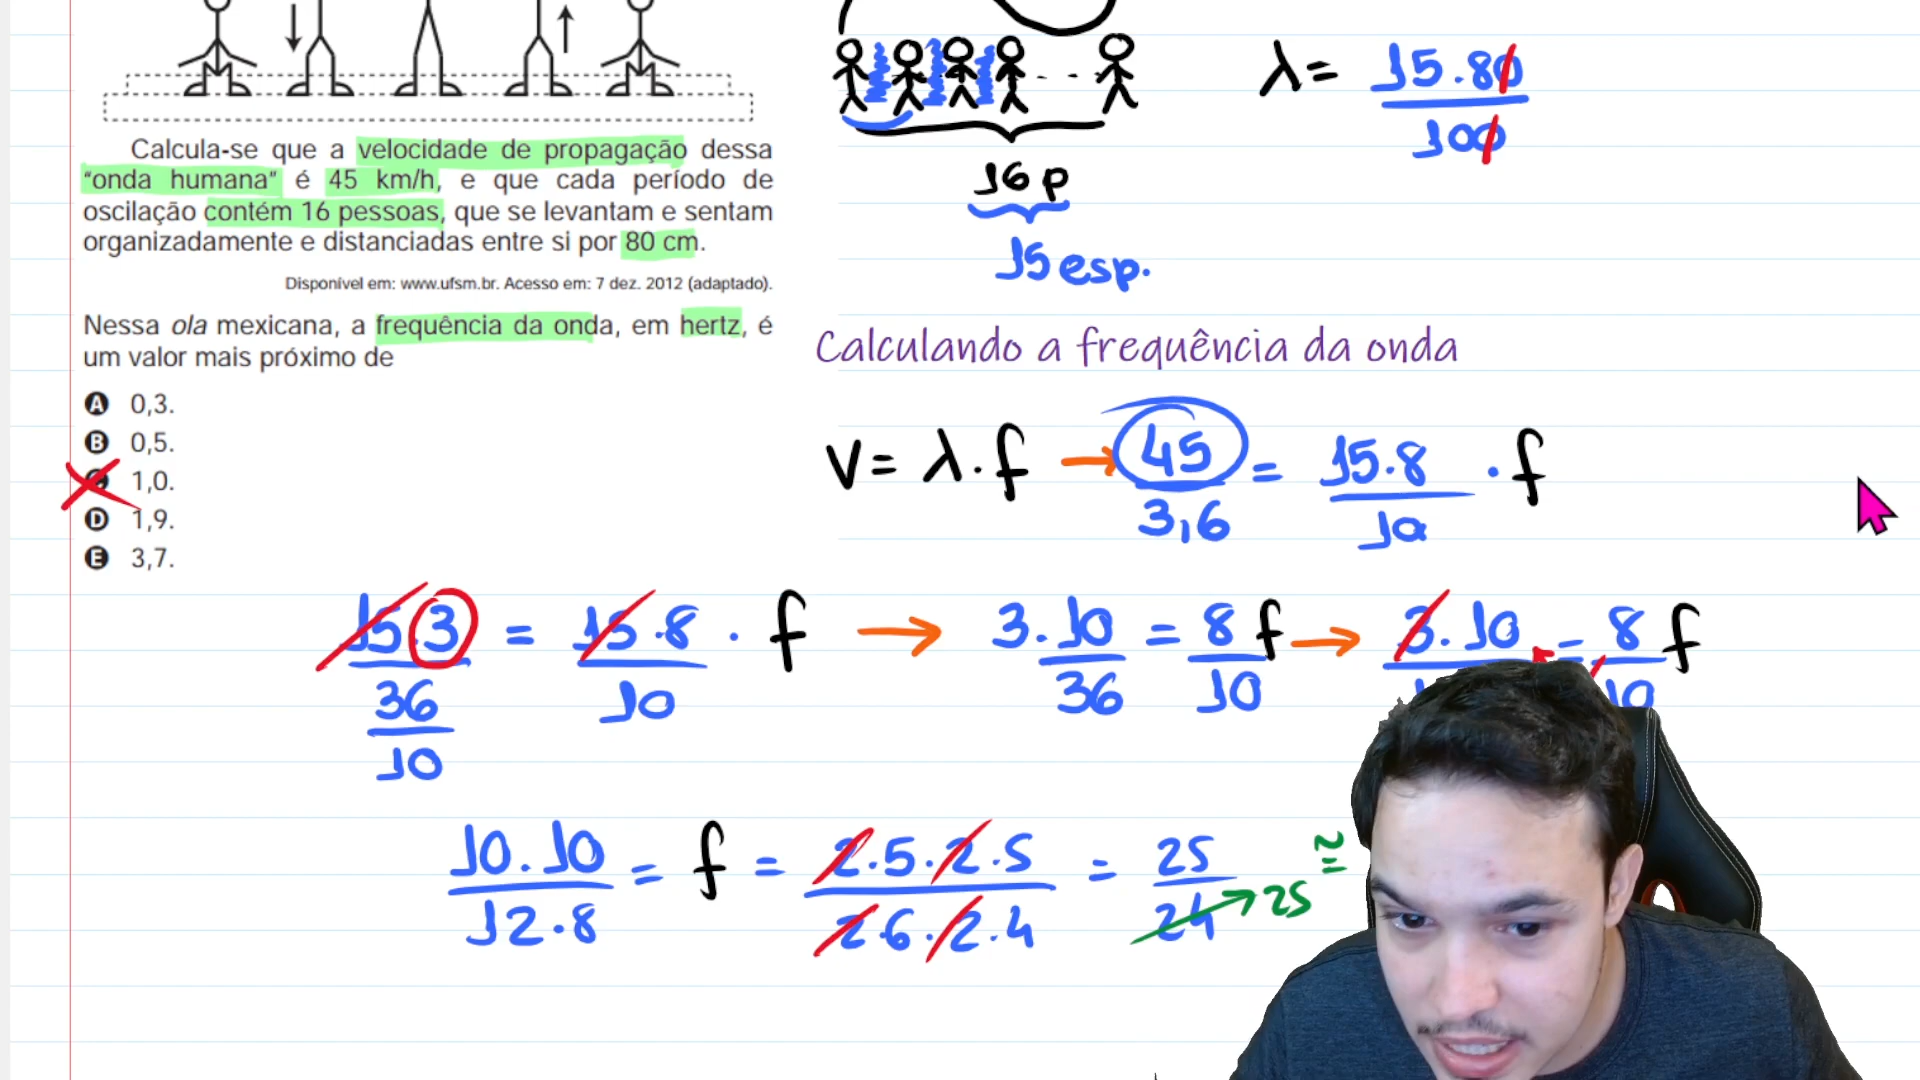 Calcula-se que a velocidade de propagação dessa
"onda humana" é 45 km/h, e que cada período de
oscilação contém 16 pessoas, que se levantam e sentam
organizadamente e distanciadas entre si por 80 cm.
Disponível em: www.ufsm.br. Acesso em: 7 dez. 2012 (adaptado).
Nessa ola mexicana, a frequência da onda, em hertz, é
um valor mais próximo de
A 0,3.
B 0,5.
1,0.
D 1,9.
E 3,7.
16 p
15 esp.
λ = 15.80 / 100
Calculando a frequência da onda
V = λ . f → 45 / 3,6 = 15.8 / 10 . f
15.3 / 36 / 10 = 15.8 / 10 . f → 3.10 / 36 = 8 / 10 f → 3.10 = 8 / 10 f
10.10 / 12.8 = f = 2.5.2.5 / 2.6.2.4 = 25 / 24 → 25 ≅